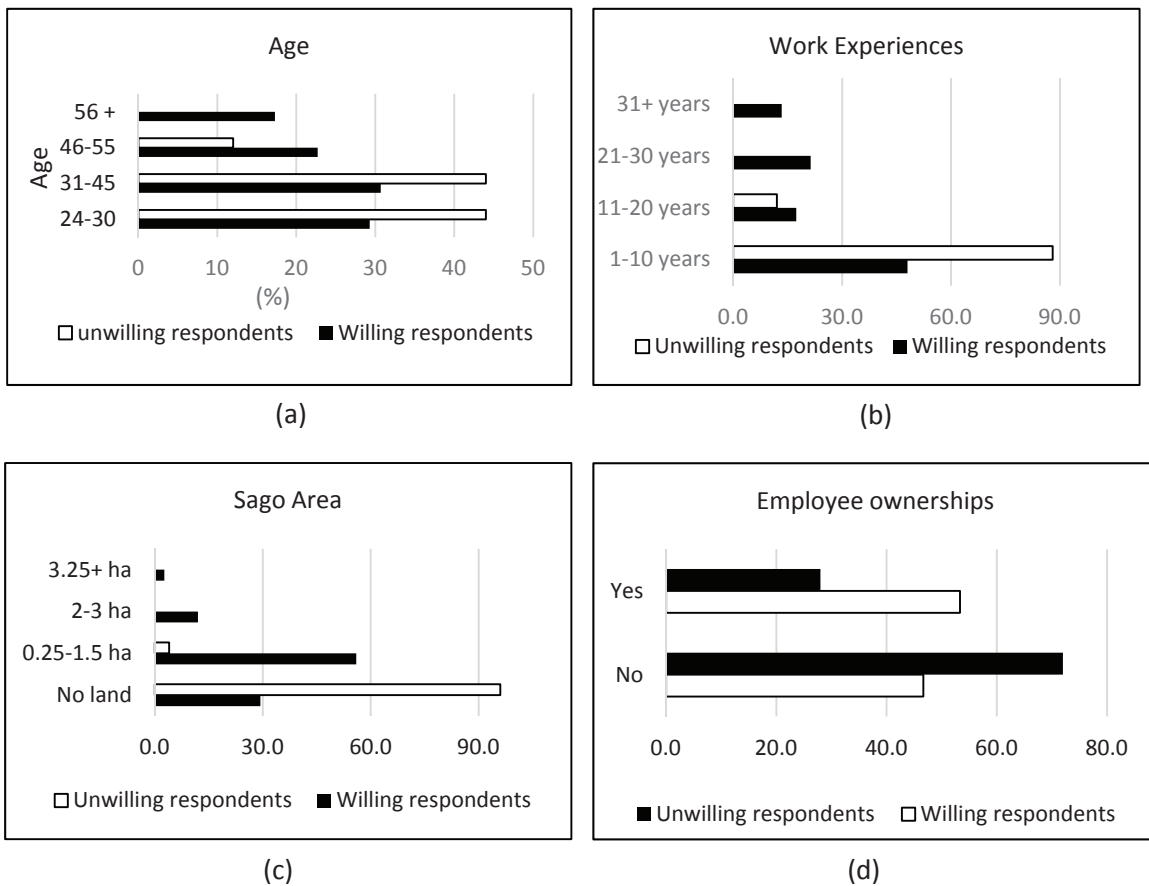 Age
Age
56 +
46-55
31-45
24-30
0 10 20 30 40 50
(%)
unwilling respondents Willing respondents
(a)
Work Experiences
31+ years
21-30 years
11-20 years
1-10 years
0.0 30.0 60.0 90.0
Unwilling respondents Willing respondents
(b)
Sago Area
3.25+ ha
2-3 ha
0.25-1.5 ha
No land
0.0 30.0 60.0 90.0
Unwilling respondents Willing respondents
(c)
Employee ownerships
Yes
No
0.0 20.0 40.0 60.0 80.0
Unwilling respondents Willing respondents
(d)